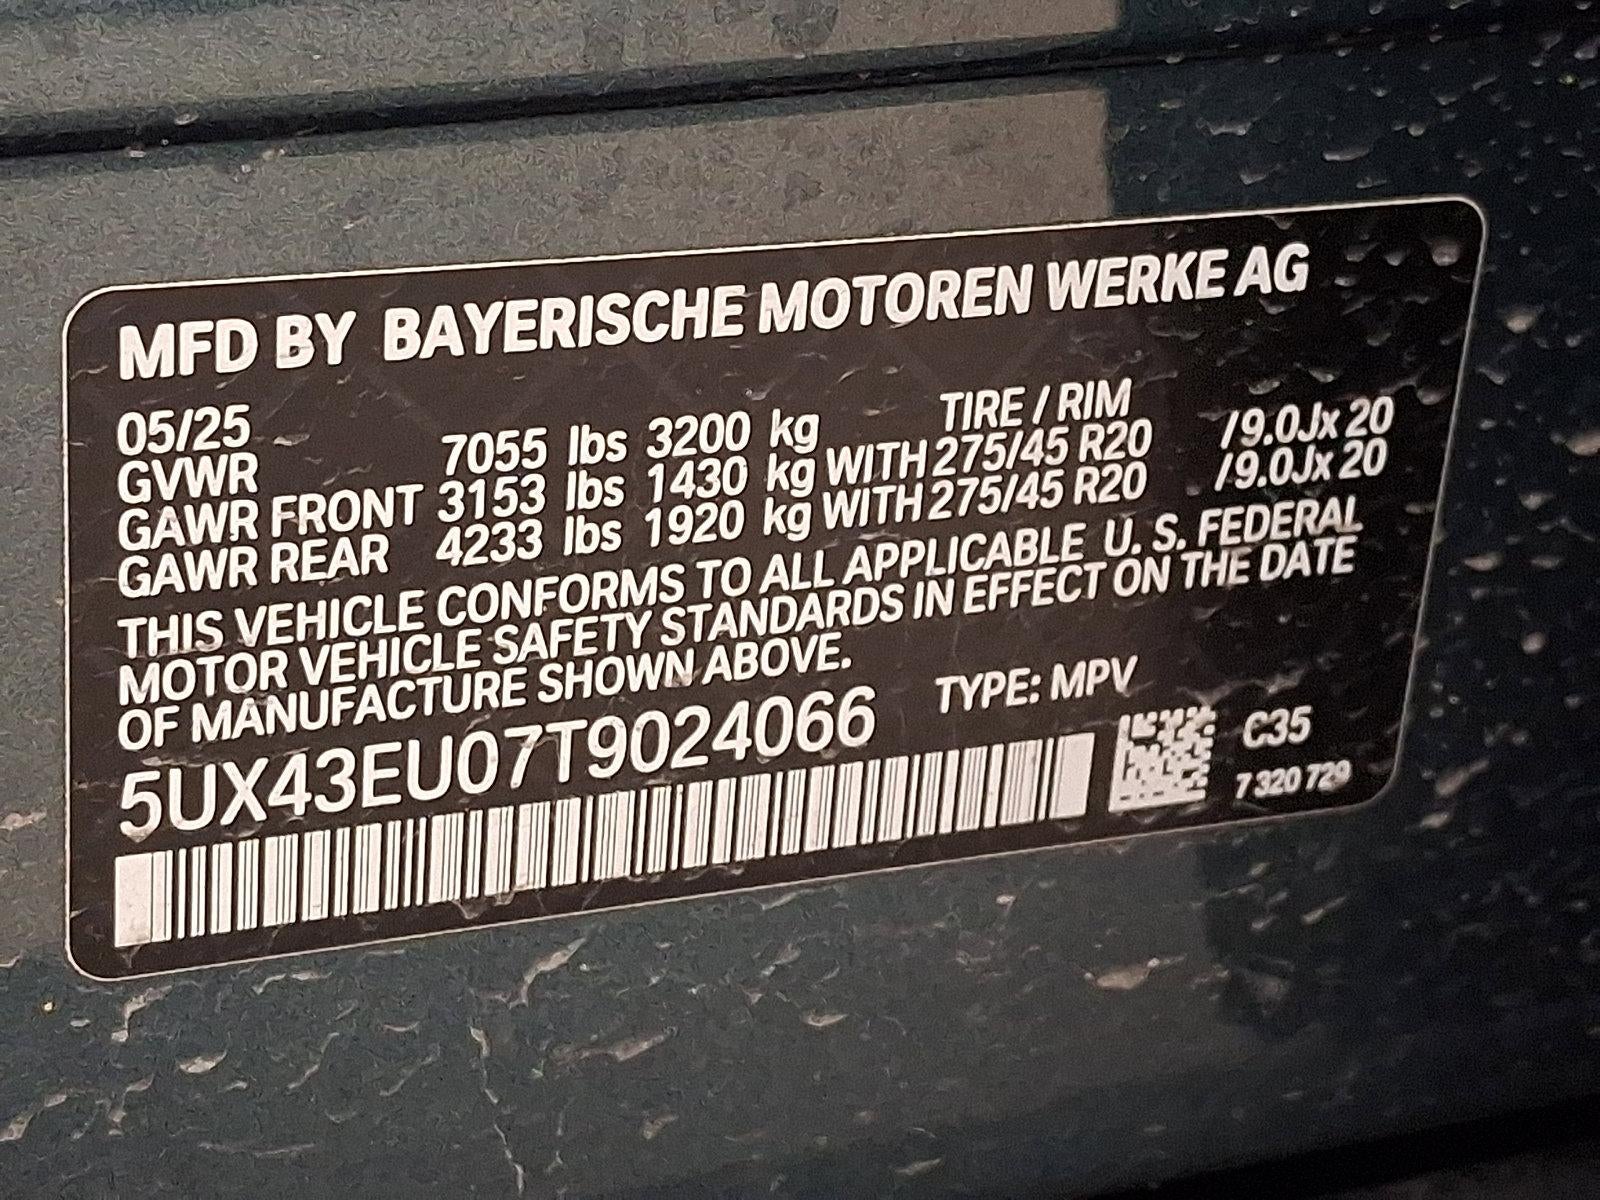 MFD BY BAYERISCHE MOTOREN WERKE AG
05/25 TIRE / RIM
GVWR 7055 lbs 3200 kg
GAWR FRONT 3153 lbs 1430 kg WITH 275/45 R20 /9.0Jx 20
GAWR REAR 4233 lbs 1920 kg WITH 275/45 R20 /9.0Jx 20
THIS VEHICLE CONFORMS TO ALL APPLICABLE U. S. FEDERAL
MOTOR VEHICLE SAFETY STANDARDS IN EFFECT ON THE DATE
OF MANUFACTURE SHOWN ABOVE.
5UX43EU07T9024066 TYPE: MPV
C35
7 320 729